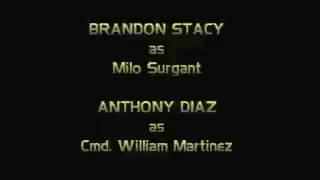 BRANDON STACY
as
Milo Surgant
ANTHONY DIAZ
as
Cmd. William Martinez